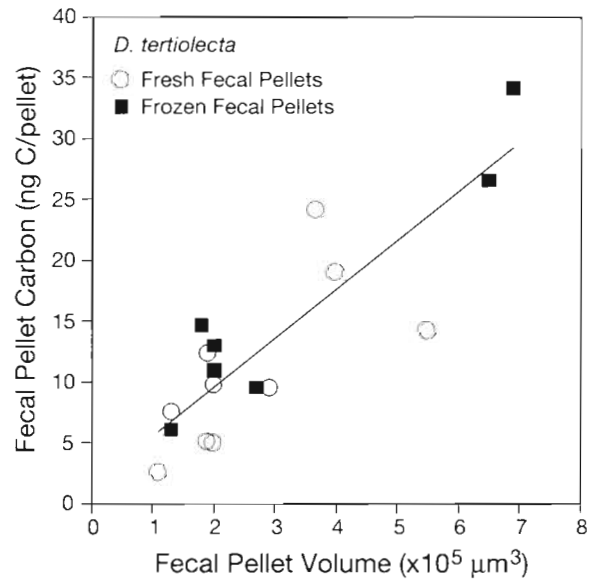 40
35
30
25
20
15
10
5
0
Fecal Pellet Carbon (ng C/pellet)
D. tertiolecta
Fresh Fecal Pellets
Frozen Fecal Pellets
0 1 2 3 4 5 6 7 8
Fecal Pellet Volume (x10⁵ µm³)